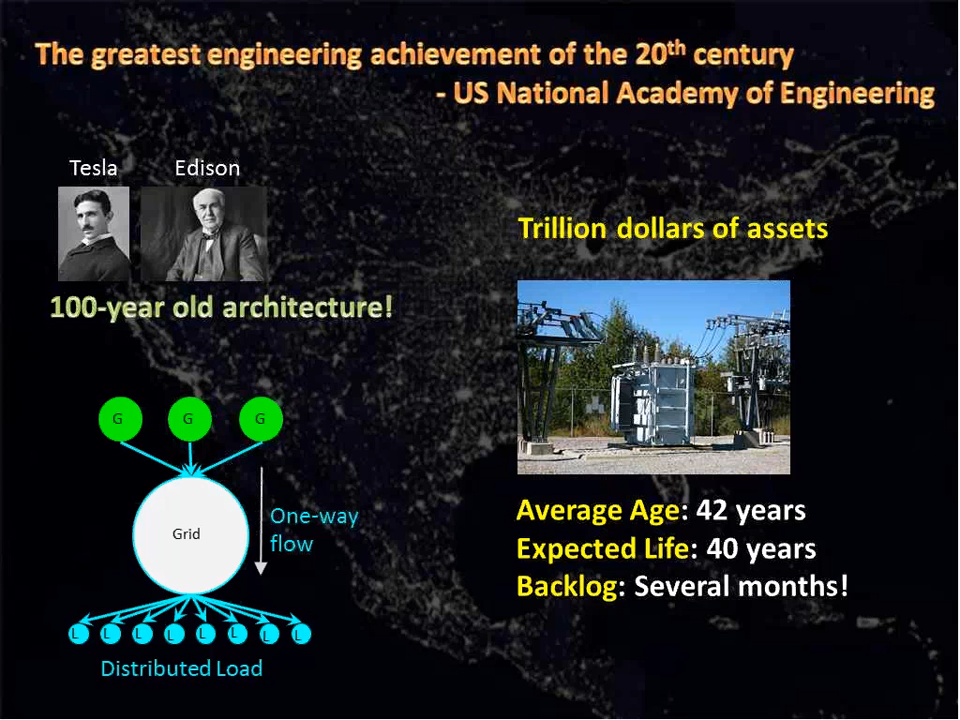 The greatest engineering achievement of the 20th century
- US National Academy of Engineering
Tesla
Edison
100-year old architecture!
Trillion dollars of assets
G
G
G
Grid
One-way
flow
L
L
L
L
L
L
L
L
Distributed Load
Average Age: 42 years
Expected Life: 40 years
Backlog: Several months!